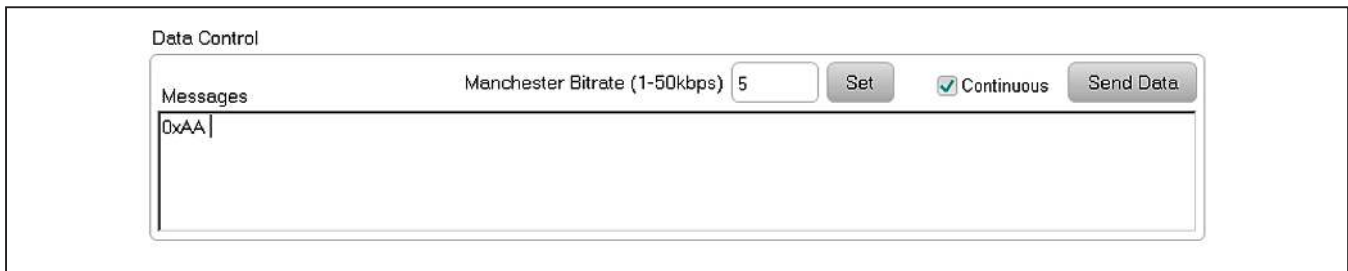 Data Control
Manchester Bitrate (1-50kbps) 5 Set Continuous Send Data
Messages
0xAA